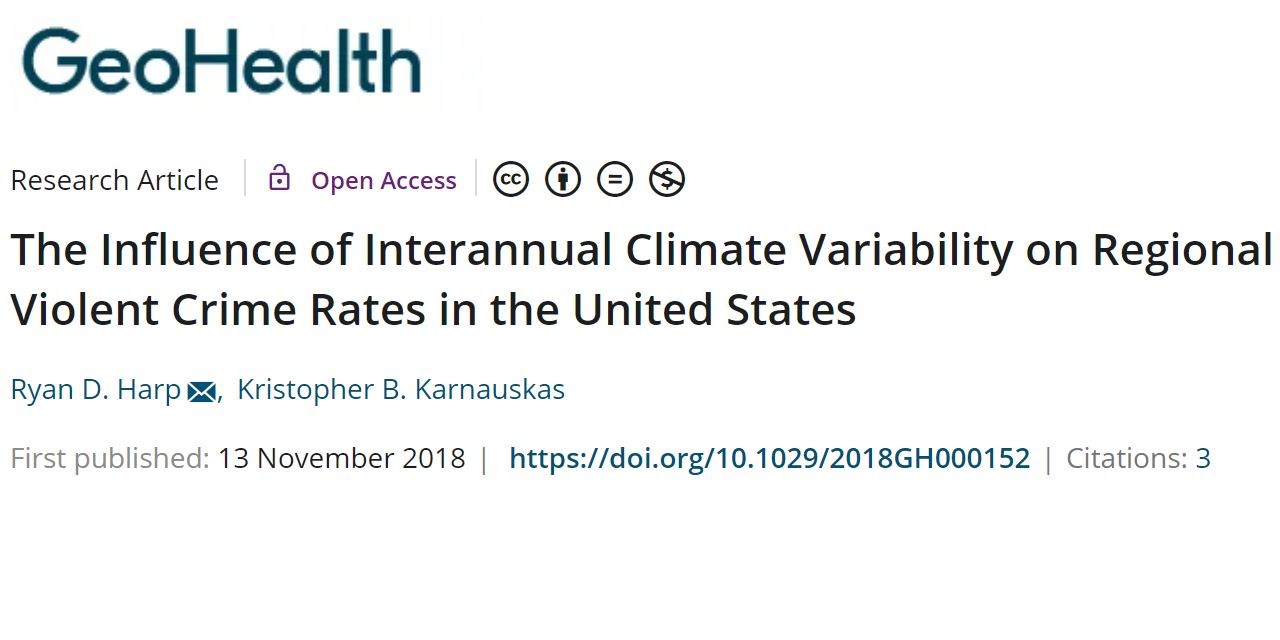 GeoHealth
Research Article | Open Access | cc
The Influence of Interannual Climate Variability on Regional
Violent Crime Rates in the United States
Ryan D. Harp, Kristopher B. Karnauskas
First published: 13 November 2018 | https://doi.org/10.1029/2018GH000152 | Citations: 3